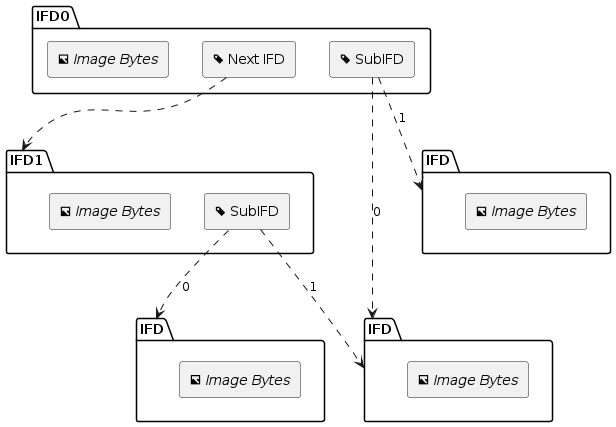 IFD0
Image Bytes
Next IFD
SubIFD
1
IFD1
Image Bytes
SubIFD
0
IFD
Image Bytes
0
1
IFD
Image Bytes
IFD
Image Bytes